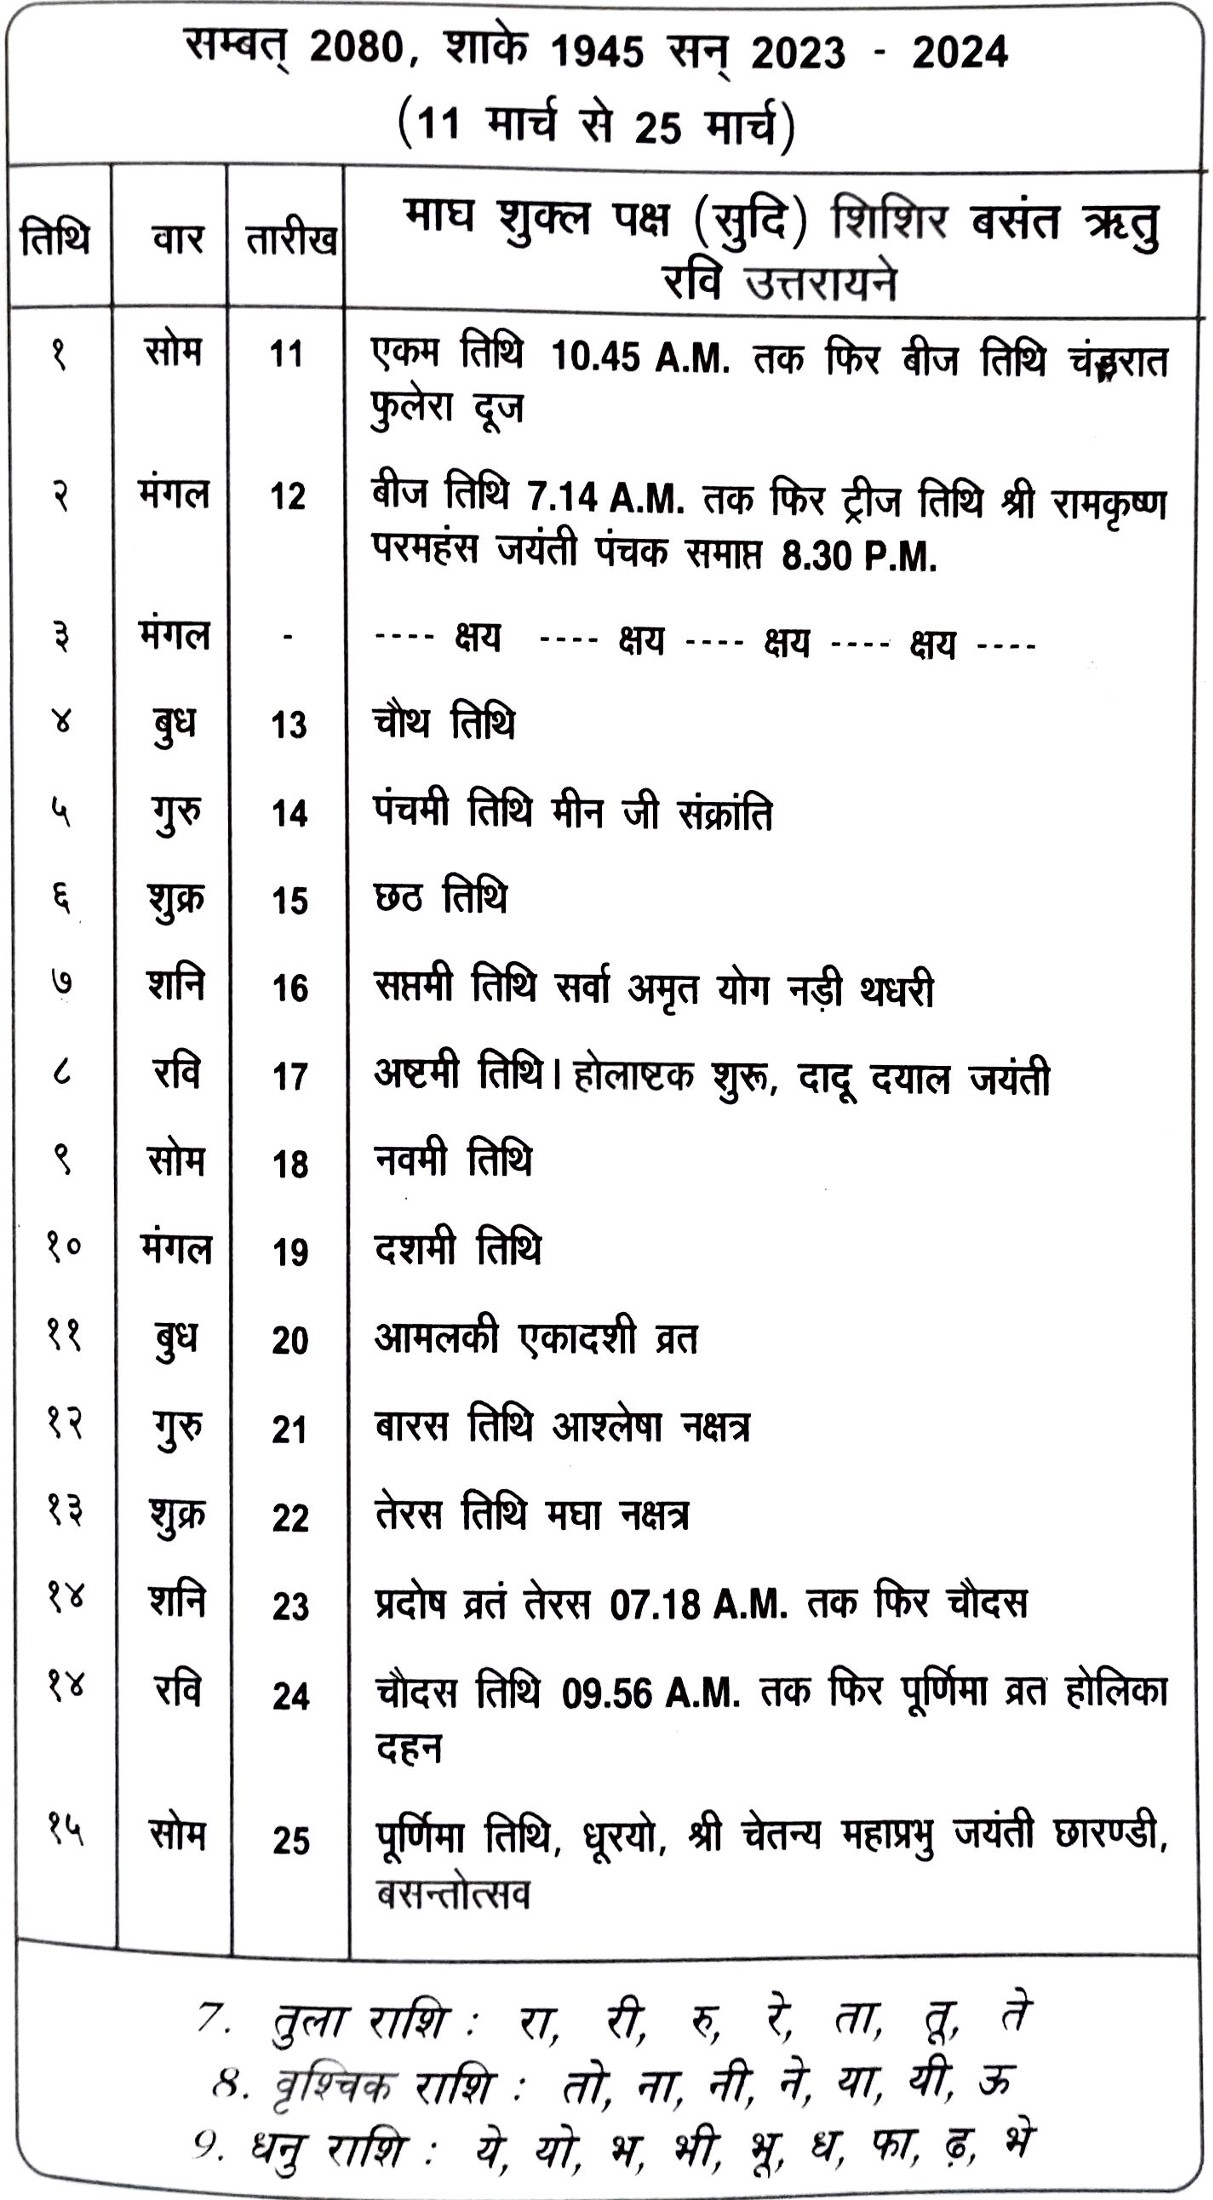 सम्बत् 2080, शाके 1945 सन् 2023 - 2024
(11 मार्च से 25 मार्च)
तिथि वार तारीख माघ शुक्ल पक्ष (सुदि) शिशिर बसंत ऋतु
रवि उत्तरायने
१ सोम 11 एकम तिथि 10.45 A.M. तक फिर बीज तिथि
फुलेरा दूज
२ मंगल 12 बीज तिथि 7.14 A.M. तक फिर ट्रीज तिथि श्री रामकृष्ण
परमहंस जयंती पंचक समाप्त 8.30 P.M.
३ मंगल - ---- क्षय ---- क्षय ---- क्षय ---- क्षय ----
४ बुध 13 चौथ तिथि
५ गुरु 14 पंचमी तिथि मीन जी संक्रांति
६ शुक्र 15 छठ तिथि
७ शनि 16 सप्तमी तिथि सर्वा अमृत योग नड़ी थधरी
८ रवि 17 अष्टमी तिथि। होलाष्टक शुरू, दादू दयाल जयंती
९ सोम 18 नवमी तिथि
१० मंगल 19 दशमी तिथि
११ बुध 20 आमलकी एकादशी व्रत
१२ गुरु 21 बारस तिथि आश्लेषा नक्षत्र
१३ शुक्र 22 तेरस तिथि मघा नक्षत्र
१४ शनि 23 प्रदोष व्रतं तेरस 07.18 A.M. तक फिर चौदस
१४ रवि 24 चौदस तिथि 09.56 A.M. तक फिर पूर्णिमा व्रत होलिका
दहन
१५ सोम 25 पूर्णिमा तिथि, धूरयो, श्री चेतन्य महाप्रभु जयंती छारण्डी,
बसन्तोत्सव
7. तुला राशि : रा, री, रु, रे, ता, तू, ते
8. वृश्चिक राशि : तो, ना, नी, ने, या, यी, ऊ
9. धनु राशि : ये, यो, भ, भी, भू, ध, फा, ढ़, भे